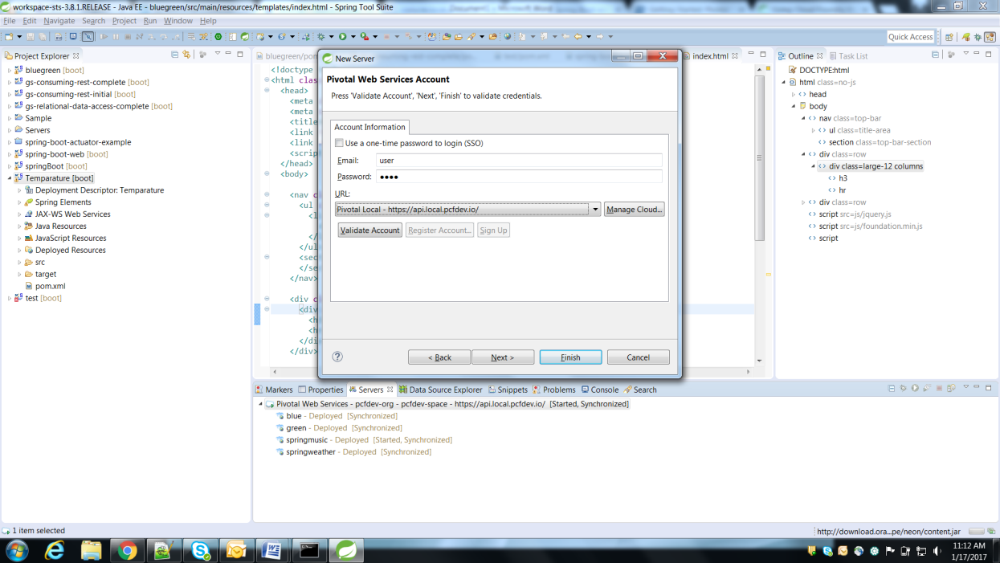 workspace-sts-3.8.1.RELEASE - Java EE - bluegreen/src/main/resources/templates/index.html - Spring Tool Suite
File Edit Navigate Search Project Run Window Help
Quick Access
Project Explorer
bluegreen [boot]
gs-consuming-rest-complete [boot]
gs-consuming-rest-initial [boot]
gs-relational-data-access-complete [boot]
Sample
Servers
spring-boot-actuator-example
spring-boot-web [boot]
springBoot [boot]
Temparature [boot]
Deployment Descriptor: Temparature
Spring Elements
JAX-WS Web Services
Java Resources
JavaScript Resources
Deployed Resources
src
target
pom.xml
test [boot]
bluegreen/pon
index.html
<!doctype
<html clas
<head>
<meta
<meta
<title
<link
<link
<scrip
</head>
<body>
<nav c
<ul
<l
</
</ul
<sec
</se
</nav>
<div c
<div
<h
<h
</di
</div>
New Server
Pivotal Web Services Account
Press 'Validate Account', 'Next', 'Finish' to validate credentials.
Account Information
Use a one-time password to login (SSO)
Email: user
Password: ●●●●
URL:
Pivotal Local - https://api.local.pcfdev.io/
Manage Cloud...
Validate Account Register Account... Sign Up
< Back Next > Finish Cancel
Outline Task List
DOCTYPE:html
html class=no-js
head
body
nav class=top-bar
ul class=title-area
section class=top-bar-section
div class=row
div class=large-12 columns
h3
hr
div class=row
script src=js/jquery.js
script src=js/foundation.min.js
script
Markers Properties Servers Data Source Explorer Snippets Problems Console Search
Pivotal Web Services - pcfdev-org - pcfdev-space - https://api.local.pcfdev.io/ [Started, Synchronized]
blue - Deployed [Synchronized]
green - Deployed [Synchronized]
springmusic - Deployed [Started, Synchronized]
springweather - Deployed [Synchronized]
1 item selected
http://download.ora...pe/neon/content.jar
11:12 AM
1/17/2017